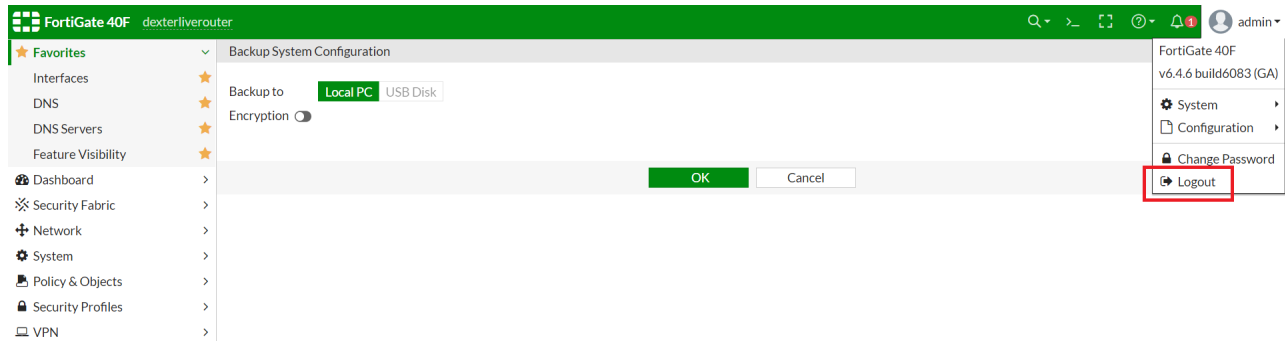 FortiGate 40F dexterliverouter
1 admin
Favorites
Interfaces
DNS
DNS Servers
Feature Visibility
Dashboard
Security Fabric
Network
System
Policy & Objects
Security Profiles
VPN
Backup System Configuration
Backup to Local PC USB Disk
Encryption
OK Cancel
FortiGate 40F
v6.4.6 build6083 (GA)
System
Configuration
Change Password
Logout